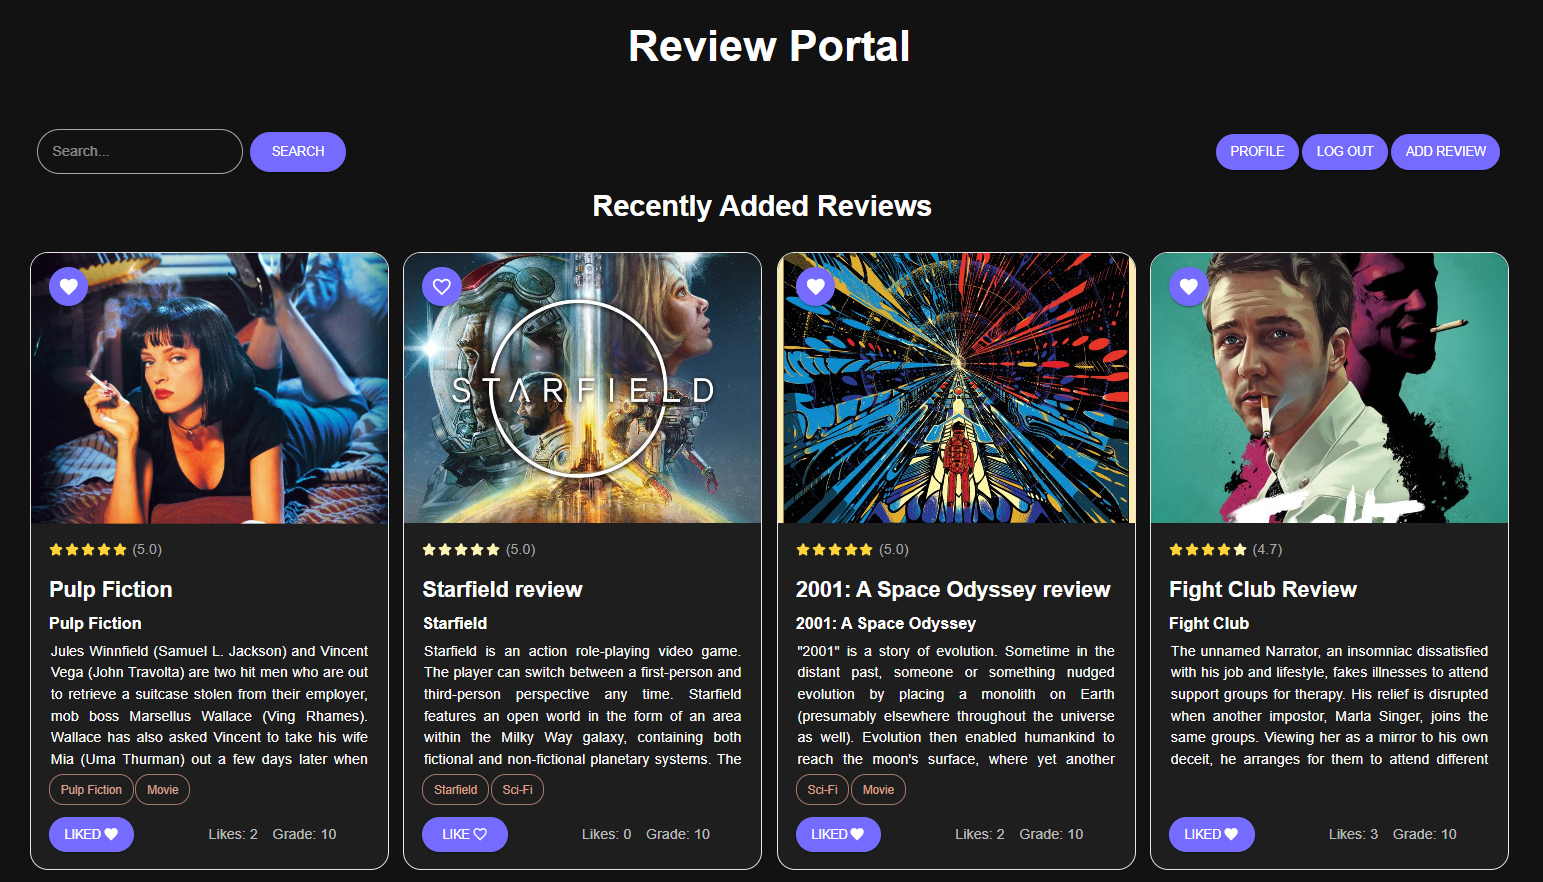 Review Portal
Search...
SEARCH
PROFILE
LOG OUT
ADD REVIEW
Recently Added Reviews
(5.0)
Pulp Fiction
Pulp Fiction
Jules Winnfield (Samuel L. Jackson) and Vincent
Vega (John Travolta) are two hit men who are out
to retrieve a suitcase stolen from their employer,
mob boss Marsellus Wallace (Ving Rhames).
Wallace has also asked Vincent to take his wife
Mia (Uma Thurman) out a few days later when
Pulp Fiction
Movie
LIKED
Likes: 2
Grade: 10
STARFIELD
(5.0)
Starfield review
Starfield
Starfield is an action role-playing video game.
The player can switch between a first-person and
third-person perspective any time. Starfield
features an open world in the form of an area
within the Milky Way galaxy, containing both
fictional and non-fictional planetary systems. The
Starfield
Sci-Fi
LIKE
Likes: 0
Grade: 10
(5.0)
2001: A Space Odyssey review
2001: A Space Odyssey
"2001" is a story of evolution. Sometime in the
distant past, someone or something nudged
evolution by placing a monolith on Earth
(presumably elsewhere throughout the universe
as well). Evolution then enabled humankind to
reach the moon's surface, where yet another
Sci-Fi
Movie
LIKED
Likes: 2
Grade: 10
(4.7)
Fight Club Review
Fight Club
The unnamed Narrator, an insomniac dissatisfied
with his job and lifestyle, fakes illnesses to attend
support groups for therapy. His relief is disrupted
when another impostor, Marla Singer, joins the
same groups. Viewing her as a mirror to his own
deceit, he arranges for them to attend different
LIKED
Likes: 3
Grade: 10